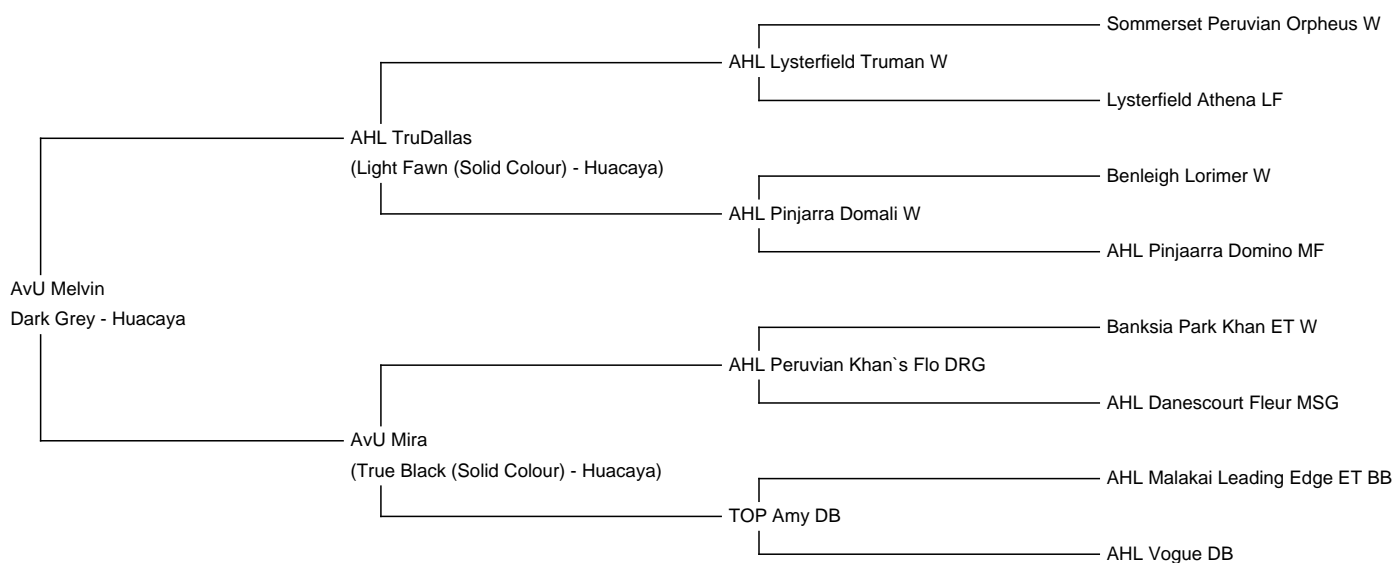 Sommerset Peruvian Orpheus W
AHL Lysterfield Truman W
Lysterfield Athena LF
AHL TruDallas
(Light Fawn (Solid Colour) - Huacaya)
Benleigh Lorimer W
AHL Pinjarra Domali W
AHL Pinjaarra Domino MF
AvU Melvin
Dark Grey - Huacaya
Banksia Park Khan ET W
AHL Peruvian Khan`s Flo DRG
AHL Danescourt Fleur MSG
AvU Mira
(True Black (Solid Colour) - Huacaya)
AHL Malakai Leading Edge ET BB
TOP Amy DB
AHL Vogue DB